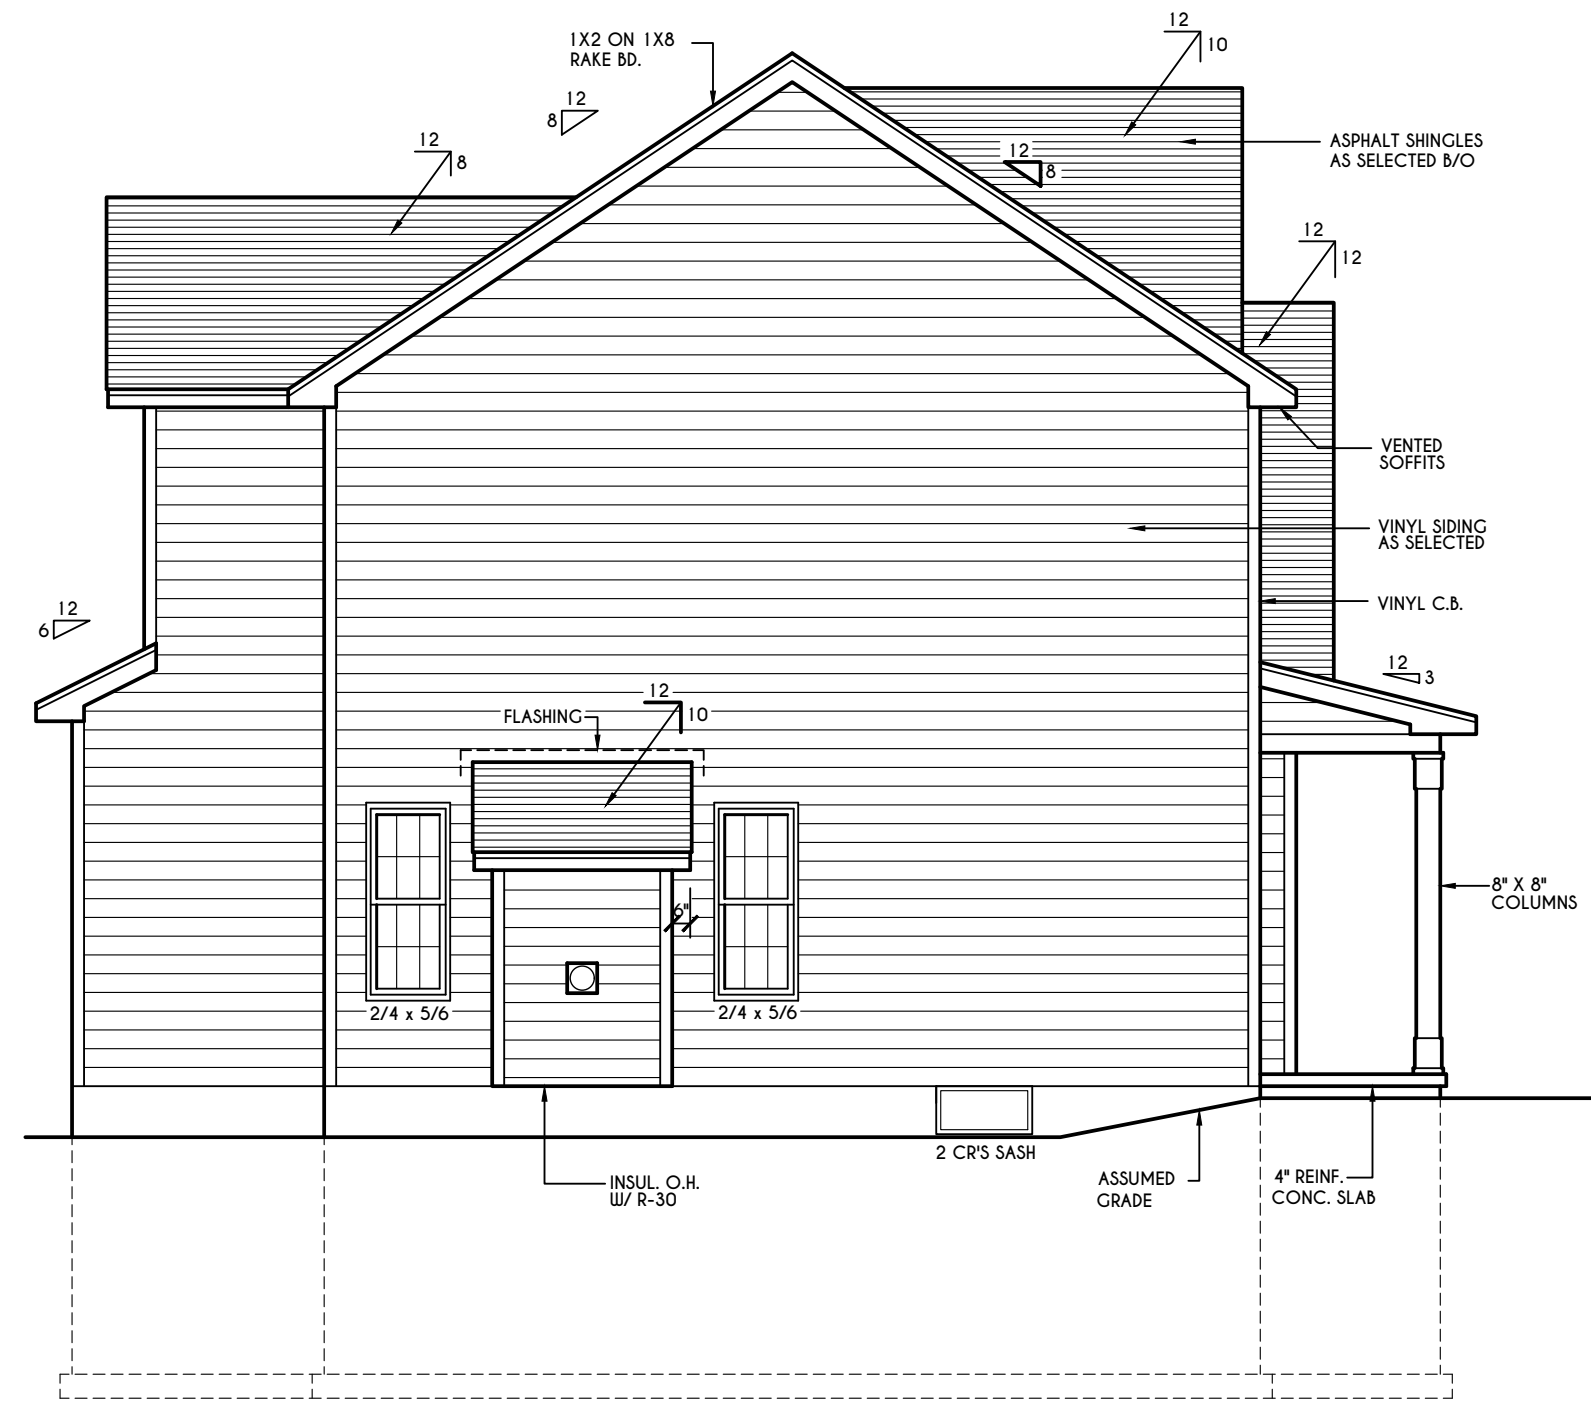 12
10
1X2 ON 1X8
RAKE BD.
12
8
12
8
ASPHALT SHINGLES
AS SELECTED B/O
12
8
12
12
VENTED
SOFFITS
VINYL SIDING
AS SELECTED
VINYL C.B.
12
6
12
3
12
10
FLASHING
8" X 8"
COLUMNS
6"
2/4 x 5/6
2/4 x 5/6
2 CR'S SASH
INSUL. O.H.
W/ R-30
ASSUMED
GRADE
4" REINF.
CONC. SLAB